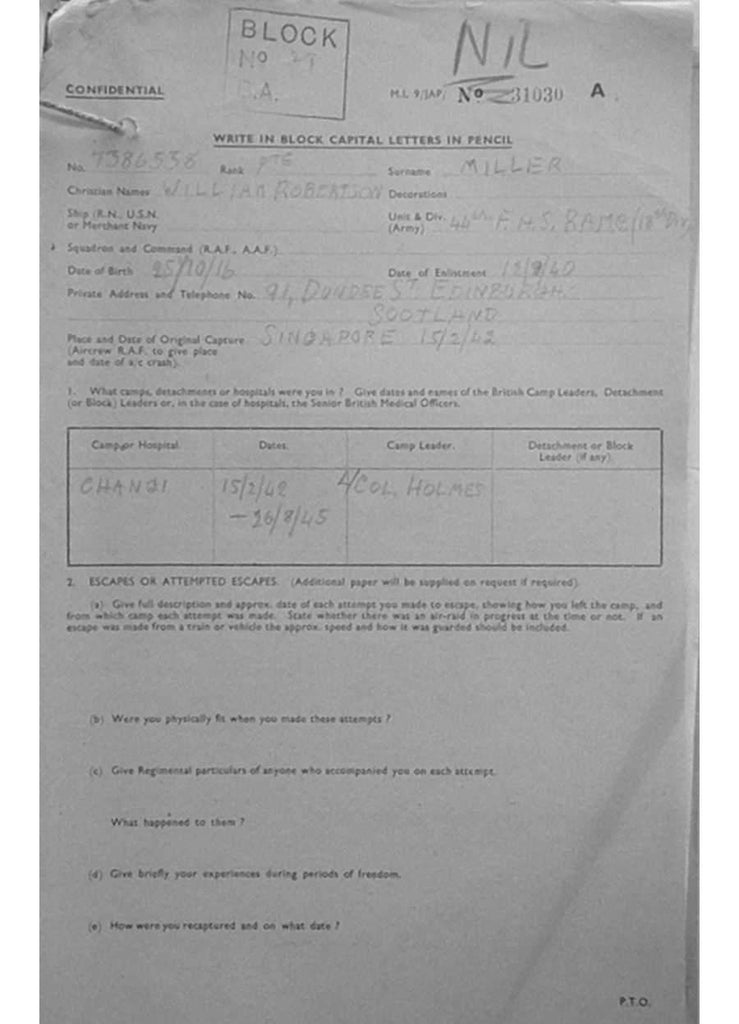 BLOCK
No 27
.A.
NIL
CONFIDENTIAL
M.I. 9/JAP/ No 31030 A
WRITE IN BLOCK CAPITAL LETTERS IN PENCIL
No. 7386538 Rank PTE Surname MILLER
Christian Names WILLIAM ROBERTSON Decorations
Ship (R.N., U.S.N. or Merchant Navy
Unit & Div. (Army) 44th F.H.S. RAMC (18th Div)
Squadron and Command (R.A.F., A.A.F.)
Date of Birth 25/10/16 Date of Enlistment /40
Private Address and Telephone No. 91, DUNDEE ST. EDINBURGH.
SCOTLAND
Place and Date of Original Capture SINGAPORE 15/2/42
(Aircrew R.A.F. to give place
and date of a/c crash).
1. What camps, detachments or hospitals were you in ? Give dates and names of the British Camp Leaders, Detachment
(or Block) Leaders or, in the case of hospitals, the Senior British Medical Officers.
Camp or Hospital. Dates. Camp Leader. Detachment or Block
Leader (if any).
CHANGI 15/2/42 COL. HOLMES
— 26/8/45
2. ESCAPES OR ATTEMPTED ESCAPES. (Additional paper will be supplied on request if required).
(a) Give full description and approx. date of each attempt you made to escape, showing how you left the camp, and
from which camp each attempt was made. State whether there was an air-raid in progress at the time or not. If an
escape was made from a train or vehicle the approx. speed and how it was guarded should be included.
(b) Were you physically fit when you made these attempts ?
(c) Give Regimental particulars of anyone who accompanied you on each attempt.
What happened to them ?
(d) Give briefly your experiences during periods of freedom.
(e) How were you recaptured and on what date ?
P.T.O.